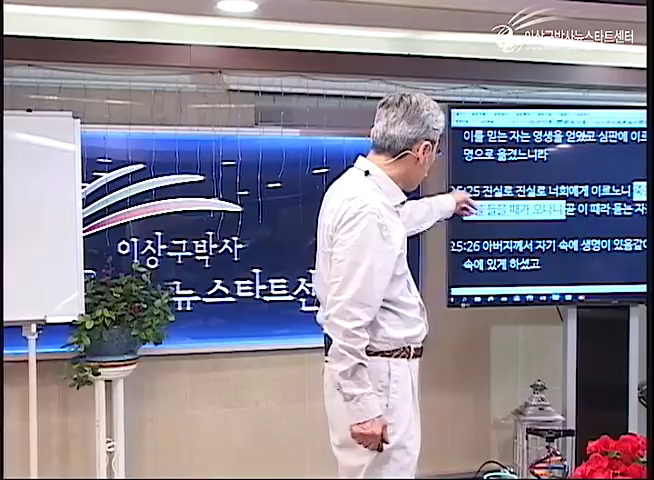 이상구박사뉴스타트센터
이를 믿는 자는 영생을 얻었고 심판에 이르
명으로 옮겼느니라
5:25 진실로 진실로 너희에게 이르노니
들을 때가 오나니 곧 이 때라 듣는 자
25:26 아버지께서 자기 속에 생명이 있음같
속에 있게 하셨고
이상구박사
뉴스타트센